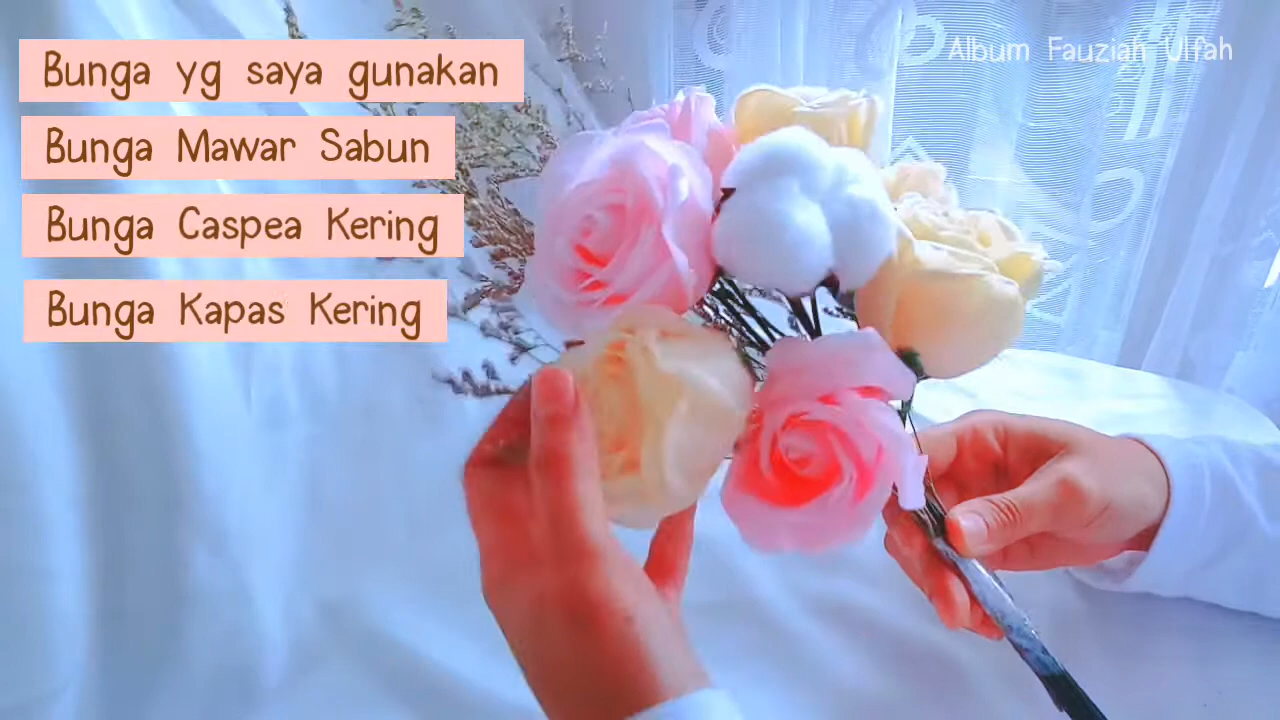 Bunga yg saya gunakan
Bunga Mawar Sabun
Bunga Caspea Kering
Bunga Kapas Kering
Album Fauziah Ulfah